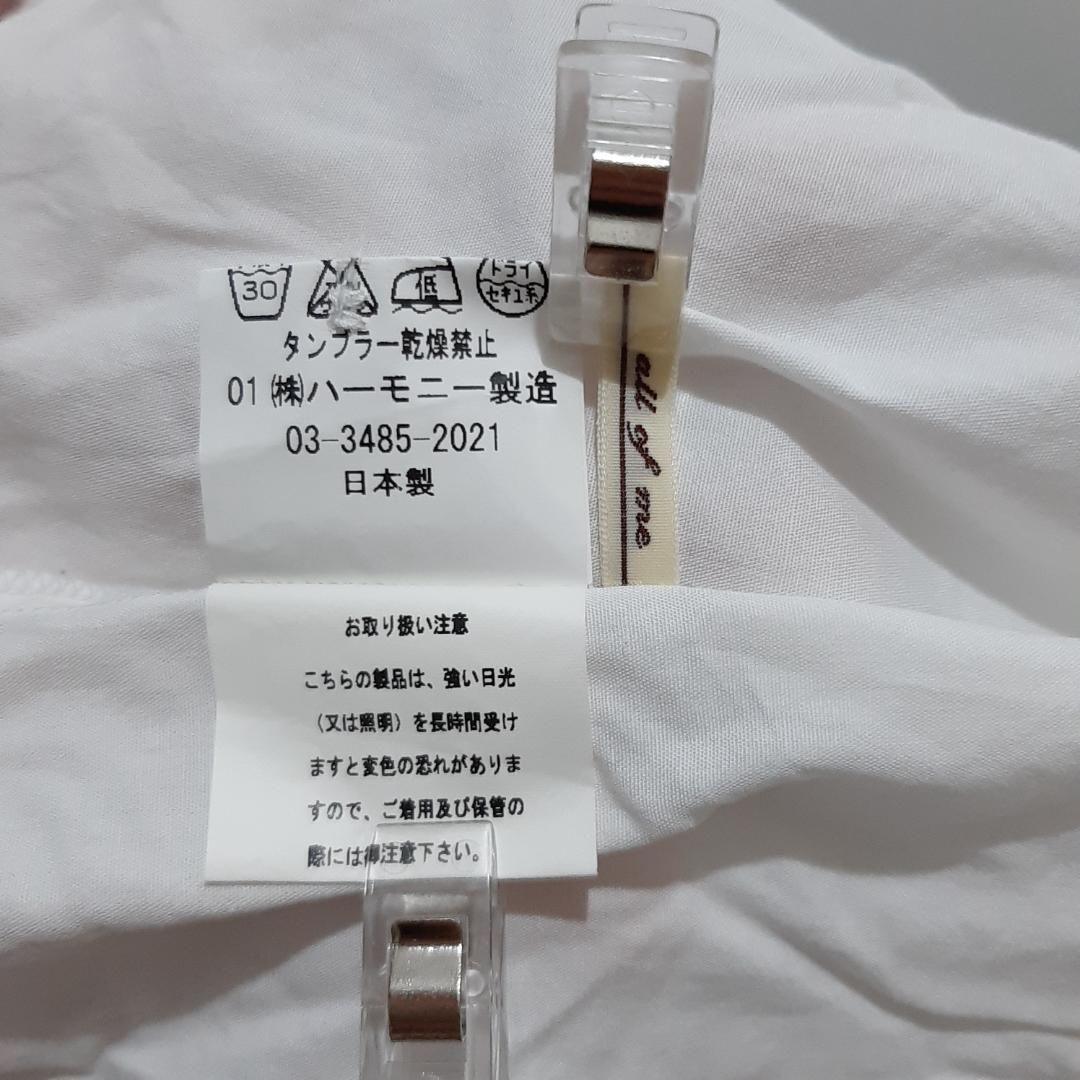 30
低
ドライ
セキユ系
タンブラー乾燥禁止
01 ㈱ハーモニー製造
03-3485-2021
日本製
all of me
お取り扱い注意
こちらの製品は、強い日光
（又は照明）を長時間受け
ますと変色の恐れがありま
すので、ご着用及び保管の
際には御注意下さい。